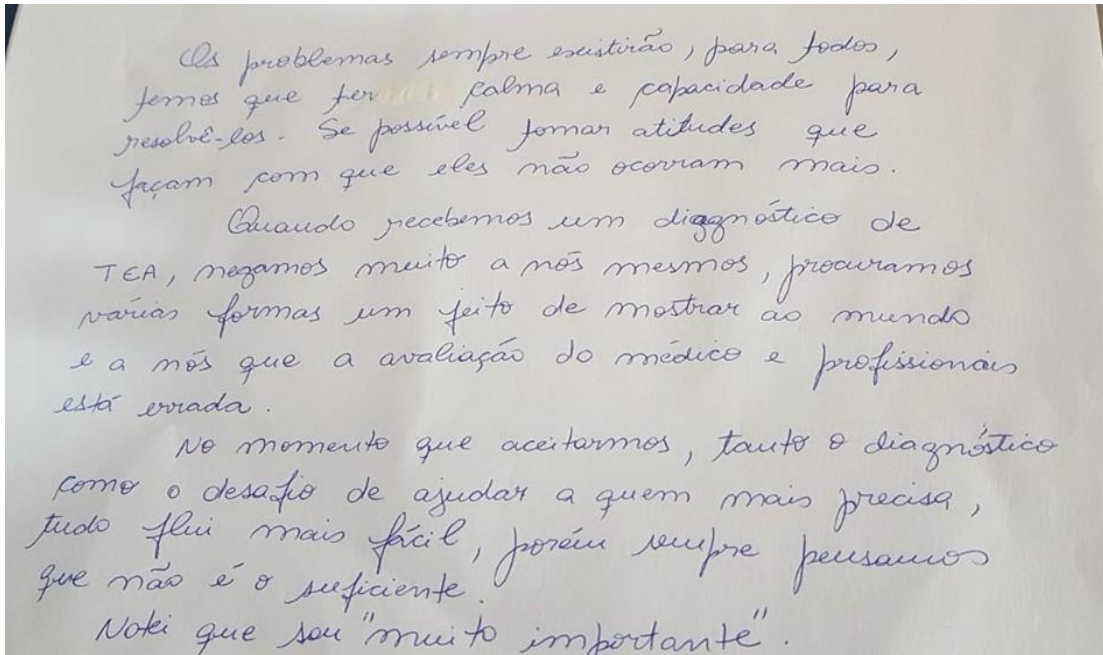 Os problemas sempre existirão, para todos,
temos que ter calma e capacidade para
resolvê-los. Se possível tomar atitudes que
façam com que eles não ocorram mais.
Quando recebemos um diagnóstico de
TEA, negamos muito a nós mesmos, procuramos
várias formas um jeito de mostrar ao mundo
e a nós que a avaliação do médico e profissionais
está errada.
No momento que aceitarmos, tanto o diagnóstico
como o desafio de ajudar a quem mais precisa,
tudo flui mais fácil, porém sempre pensamos
que não é o suficiente.
Notei que sou "muito importante".